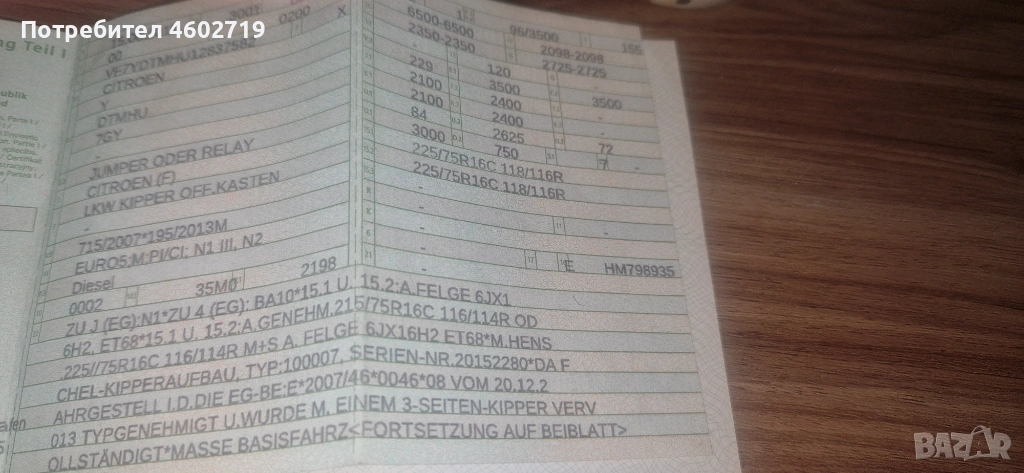 Потребител 4602719
ng Teil I
0200 X
00
VF7YDTMHU12837582
CITROEN
Y
DTMHU
7GY
-
JUMPER ODER RELAY
CITROEN (F)
LKW KIPPER OFF.KASTEN
-
715/2007*195/2013M
EURO5;M;PI/CI; N1 III, N2
Diesel
0002 35M0 2198
6500-6500 96/3500 155
2350-2350 2098-2098
- 2725-2725
229 120 -
2100 3500 3500
2100 2400 -
84 2400 -
3000 2625 72
750 7 -
225/75R16C 118/116R
225/75R16C 118/116R
-
-
-
-
- E HM798935
ZU J (EG): N1*ZU 4 (EG): BA10*15.1 U. 15.2:A.FELGE 6JX1
6H2, ET68*15.1 U. 15.2:A.GENEHM.215/75R16C 116/114R OD
225//75R16C 116/114R M+S A. FELGE 6JX16H2 ET68*M.HENS
CHEL-KIPPERAUFBAU, TYP:100007, SERIEN-NR.20152280*DA F
AHRGESTELL I.D.DIE EG-BE:E*2007/46*0046*08 VOM 20.12.2
013 TYPGENEHMIGT U.WURDE M. EINEM 3-SEITEN-KIPPER VERV
OLLSTÄNDIGT*MASSE BASISFAHRZ<FORTSETZUNG AUF BEIBLATT>
BAZAR